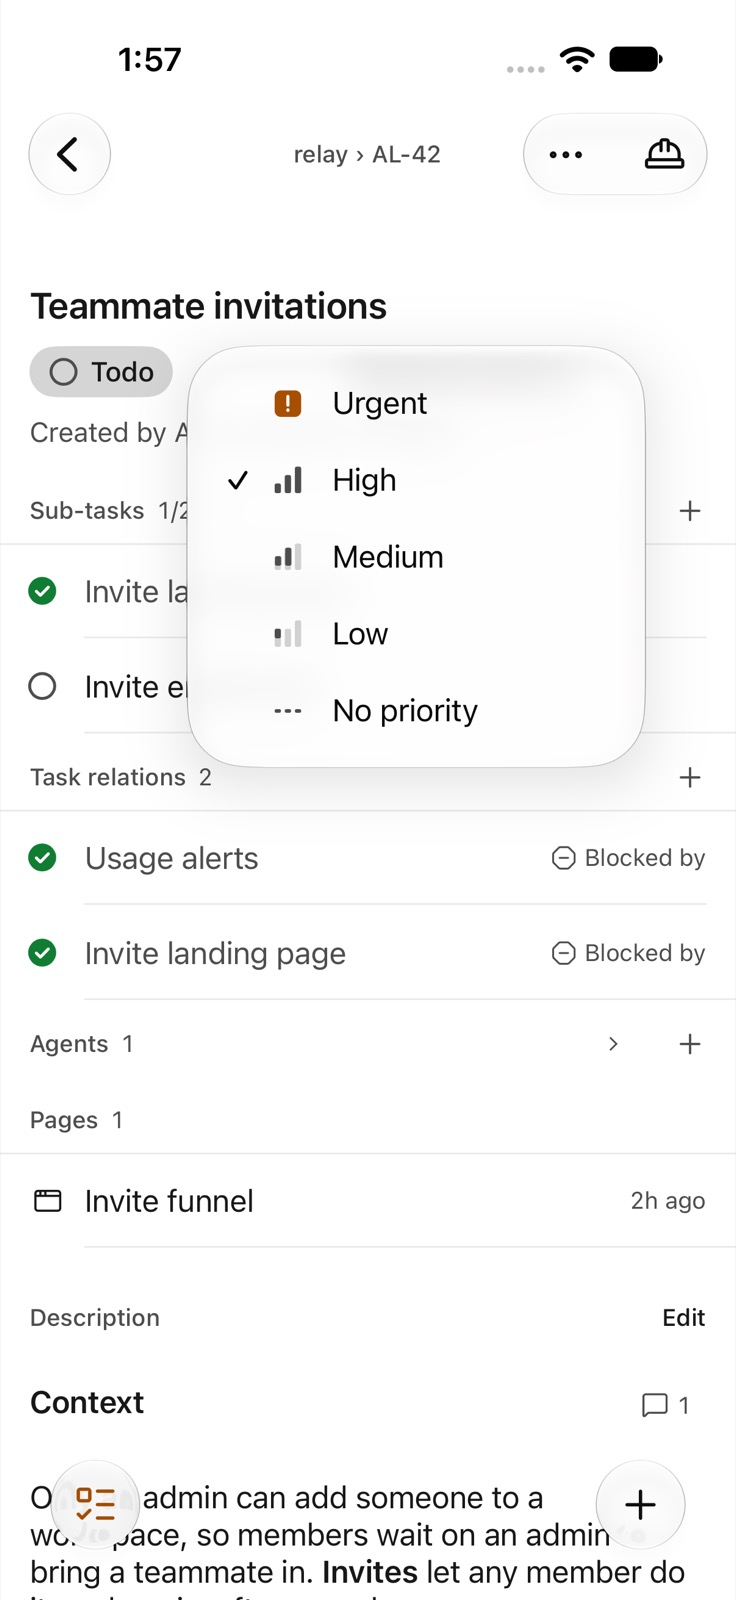 1:57
relay › AL-42
Teammate invitations
Todo
Urgent
Created by
High
Sub-tasks 1/2
Medium
Invite
Low
Invite
No priority
Task relations 2
Usage alerts Blocked by
Invite landing page Blocked by
Agents 1
Pages 1
Invite funnel 2h ago
Description Edit
Context 1
admin can add someone to a
so members wait on an admin
bring a teammate in. Invites let any member do